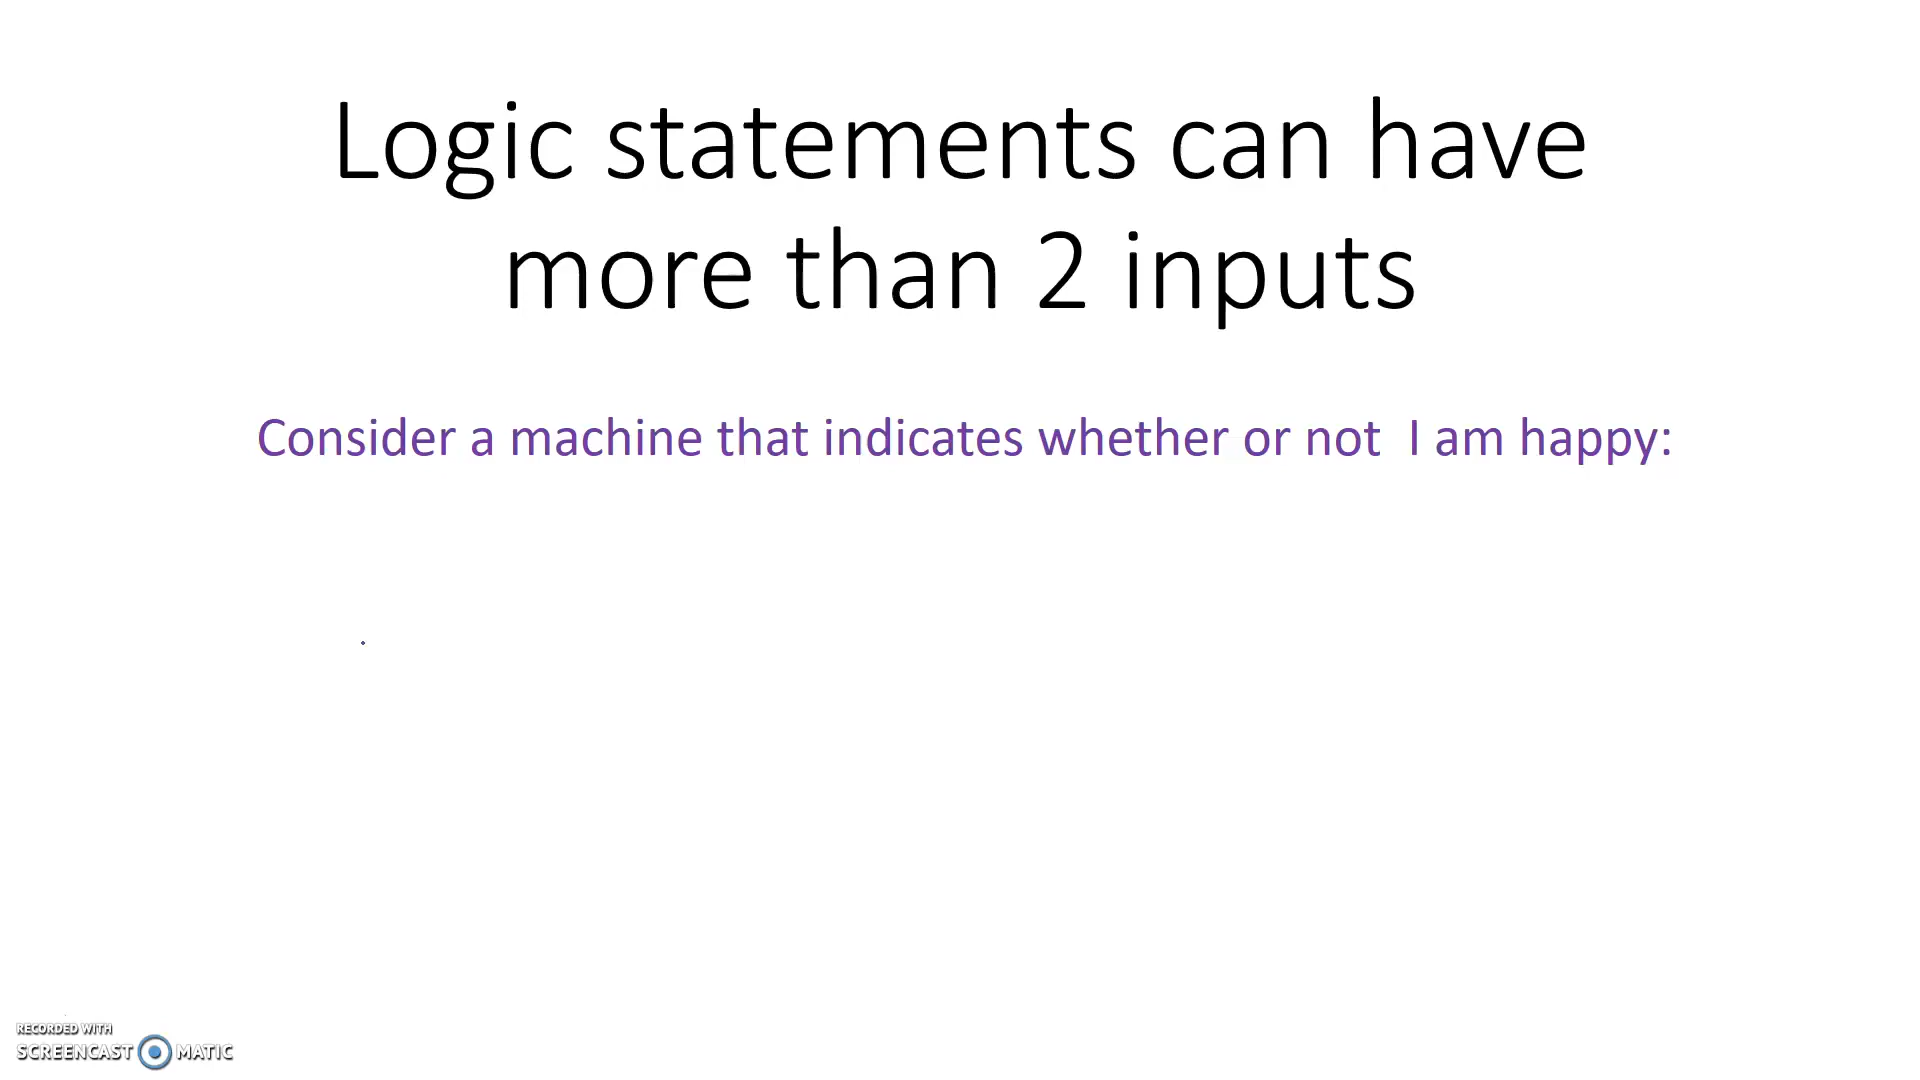 Logic statements can have
more than 2 inputs
Consider a machine that indicates whether or not  I am happy:
RECORDED WITH
SCREENCAST MATIC